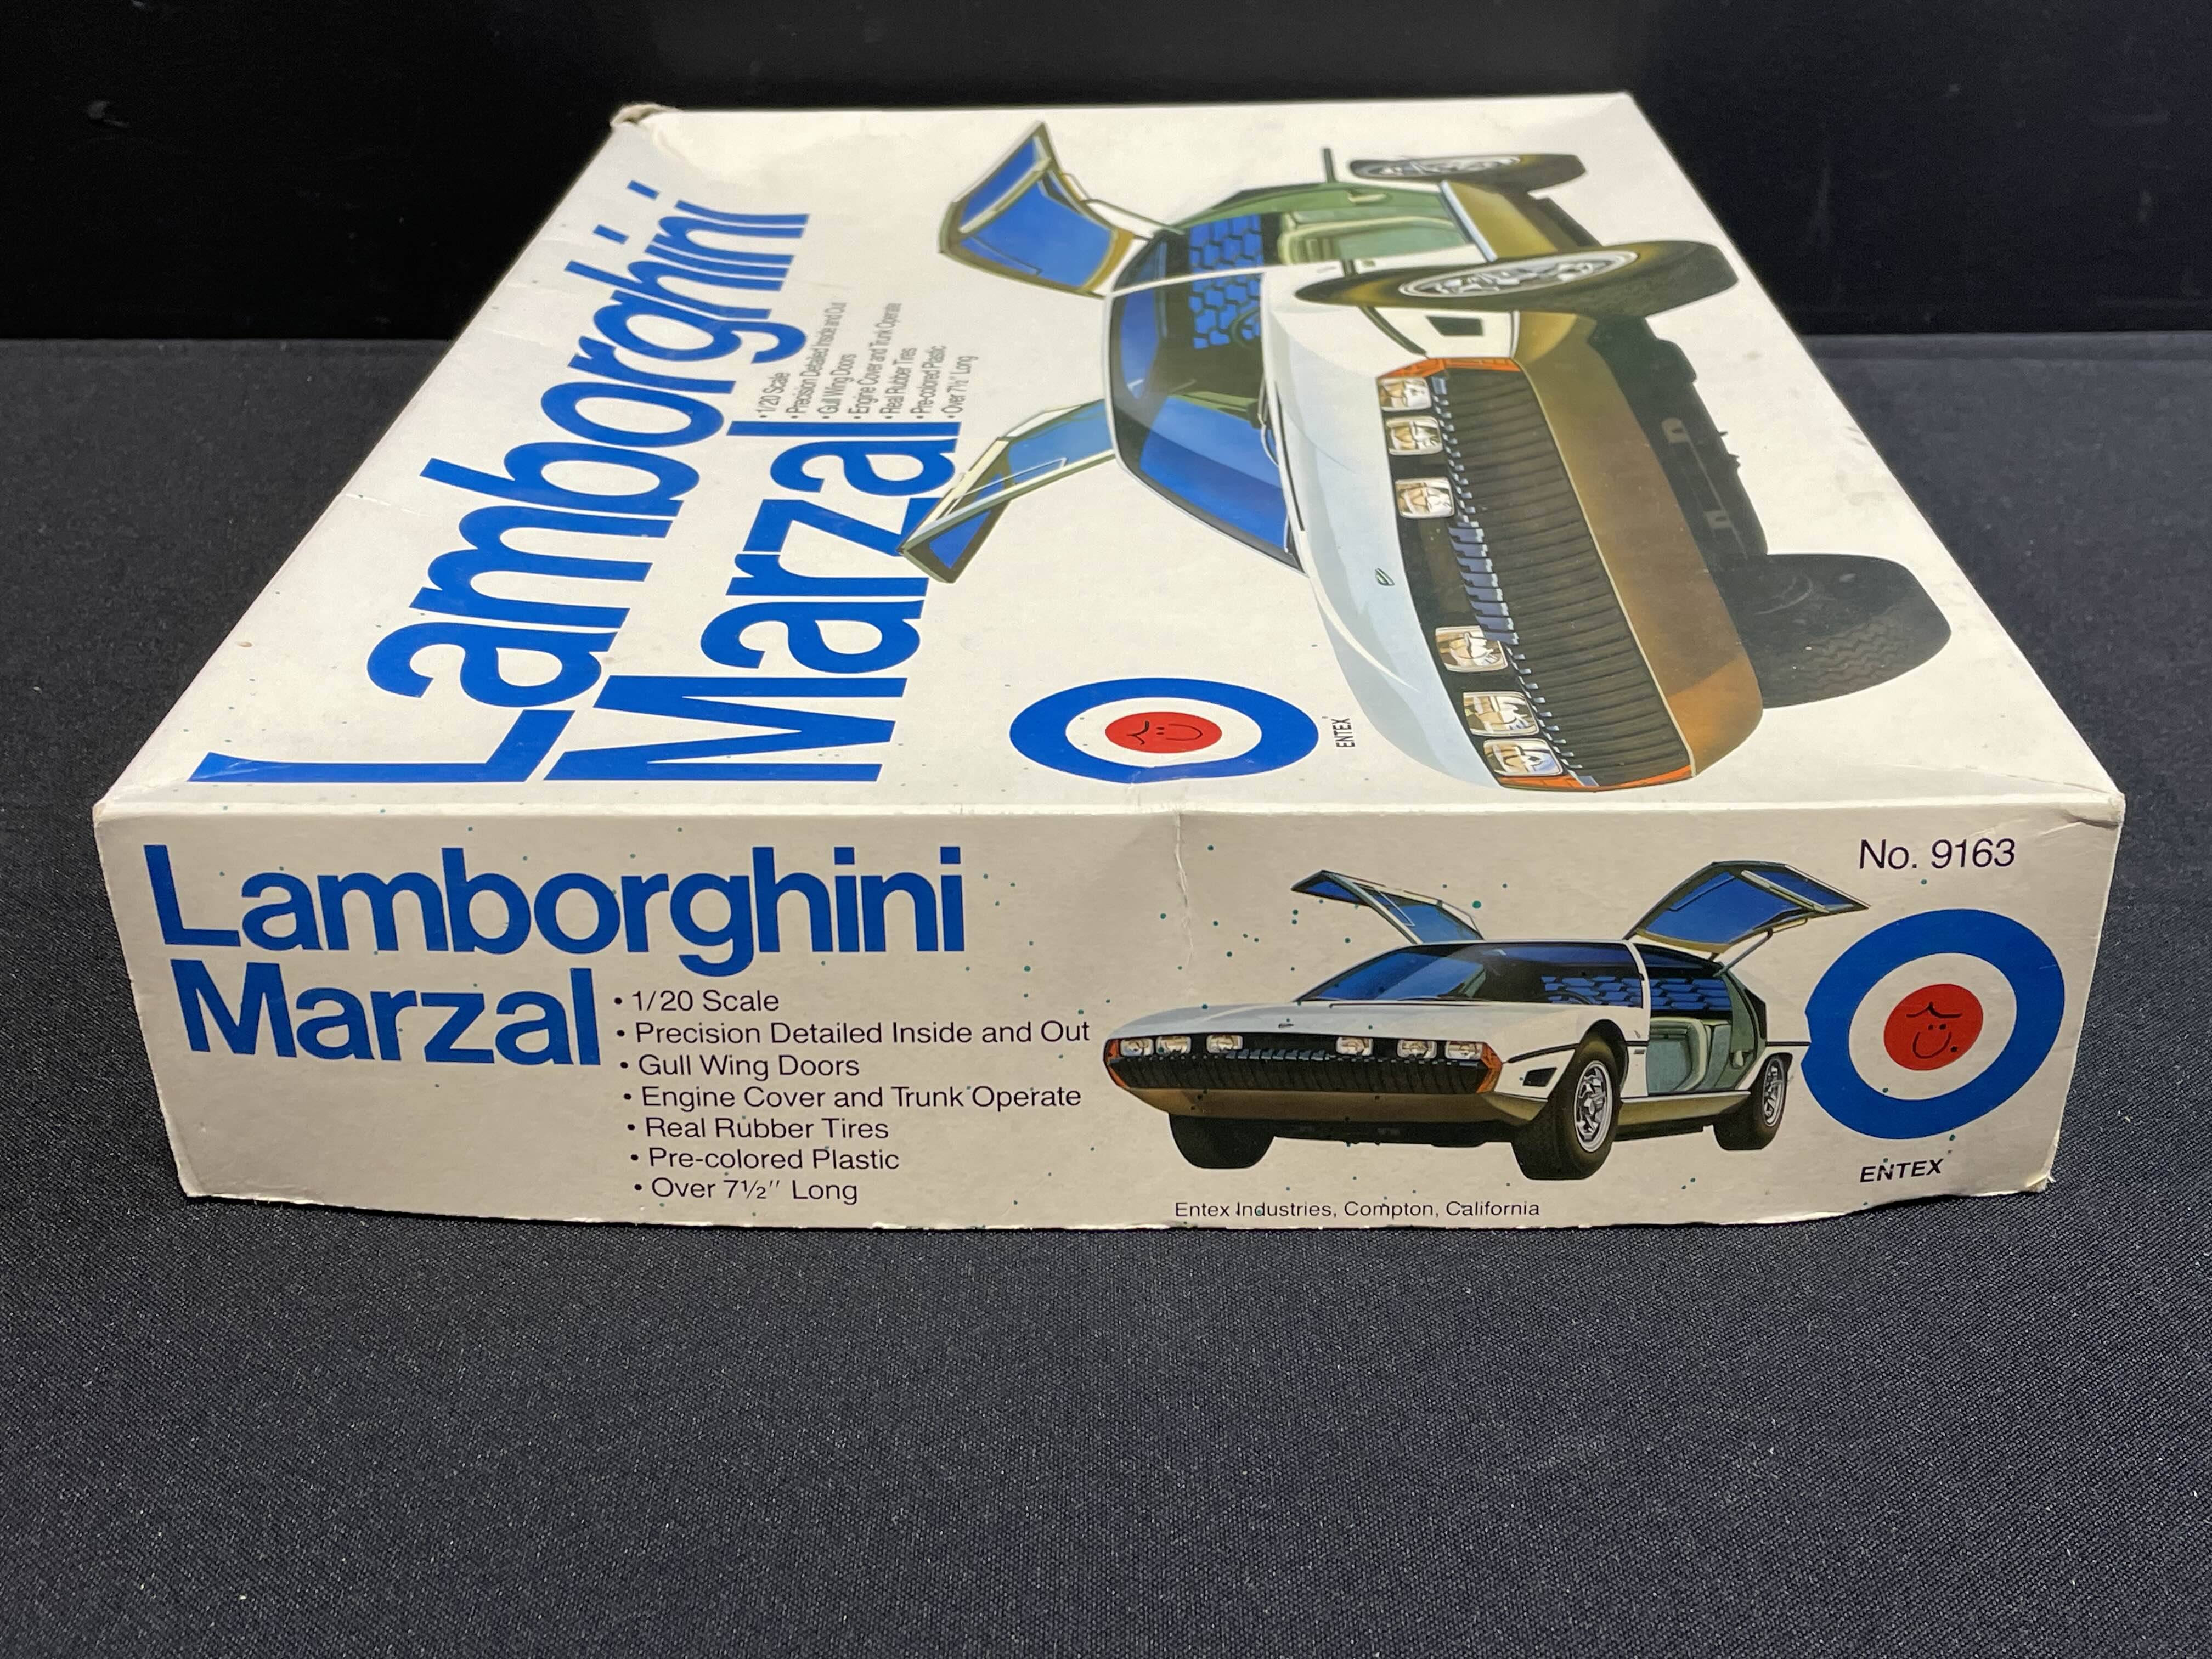 Lamborghini
Marzal
• 1/20 Scale
• Precision Detailed Inside and Out
• Gull Wing Doors
• Engine Cover and Trunk Operate
• Real Rubber Tires
• Pre-colored Plastic
• Over 7½" Long
ENTEX
Lamborghini
Marzal
• 1/20 Scale
• Precision Detailed Inside and Out
• Gull Wing Doors
• Engine Cover and Trunk Operate
• Real Rubber Tires
• Pre-colored Plastic
• Over 7½" Long
No. 9163
ENTEX
Entex Industries, Compton, California